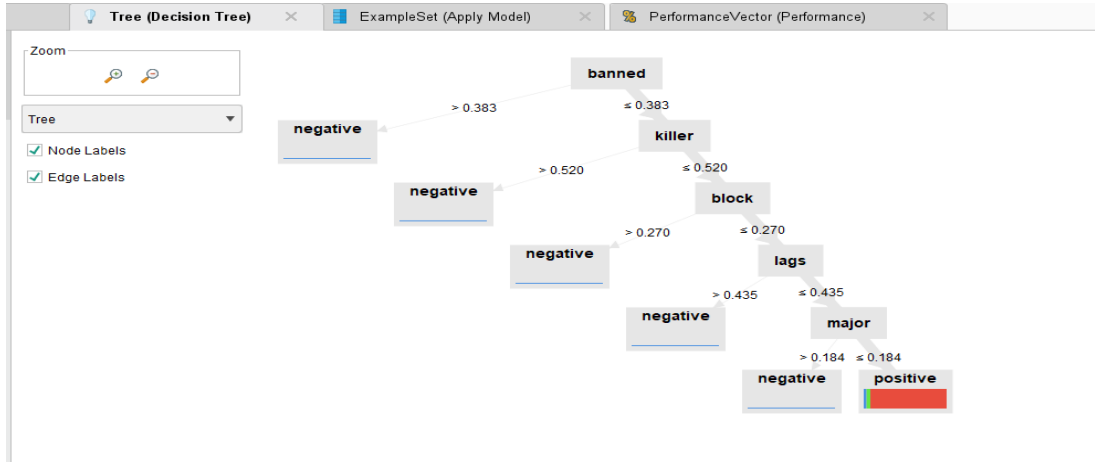 Tree (Decision Tree)
ExampleSet (Apply Model)
PerformanceVector (Performance)
Zoom
Tree
Node Labels
Edge Labels
banned
> 0.383
≤ 0.383
negative
killer
> 0.520
≤ 0.520
negative
block
> 0.270
≤ 0.270
negative
lags
> 0.435
≤ 0.435
negative
major
> 0.184
≤ 0.184
negative
positive